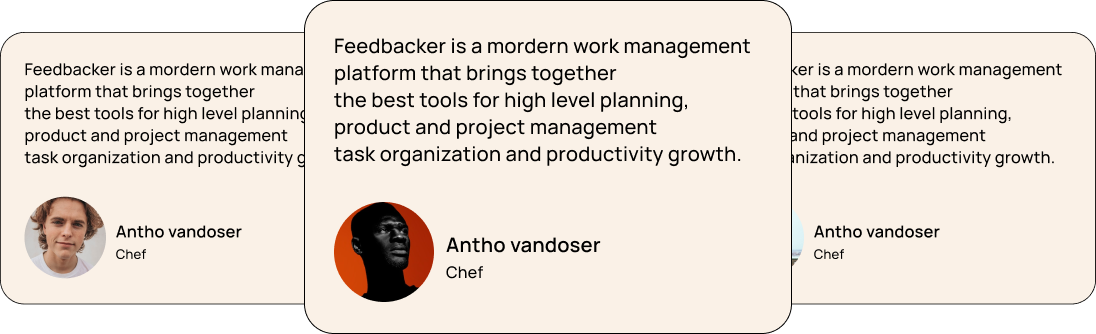 Feedbacker is a mordern work mana
platform that brings together
the best tools for high level planning
product and project management
task organization and productivity g
Antho vandoser
Chef
Feedbacker is a mordern work management
platform that brings together
the best tools for high level planning,
product and project management
task organization and productivity growth.
Antho vandoser
Chef
ker is a mordern work management
that brings together
tools for high level planning,
and project management
anization and productivity growth.
Antho vandoser
Chef